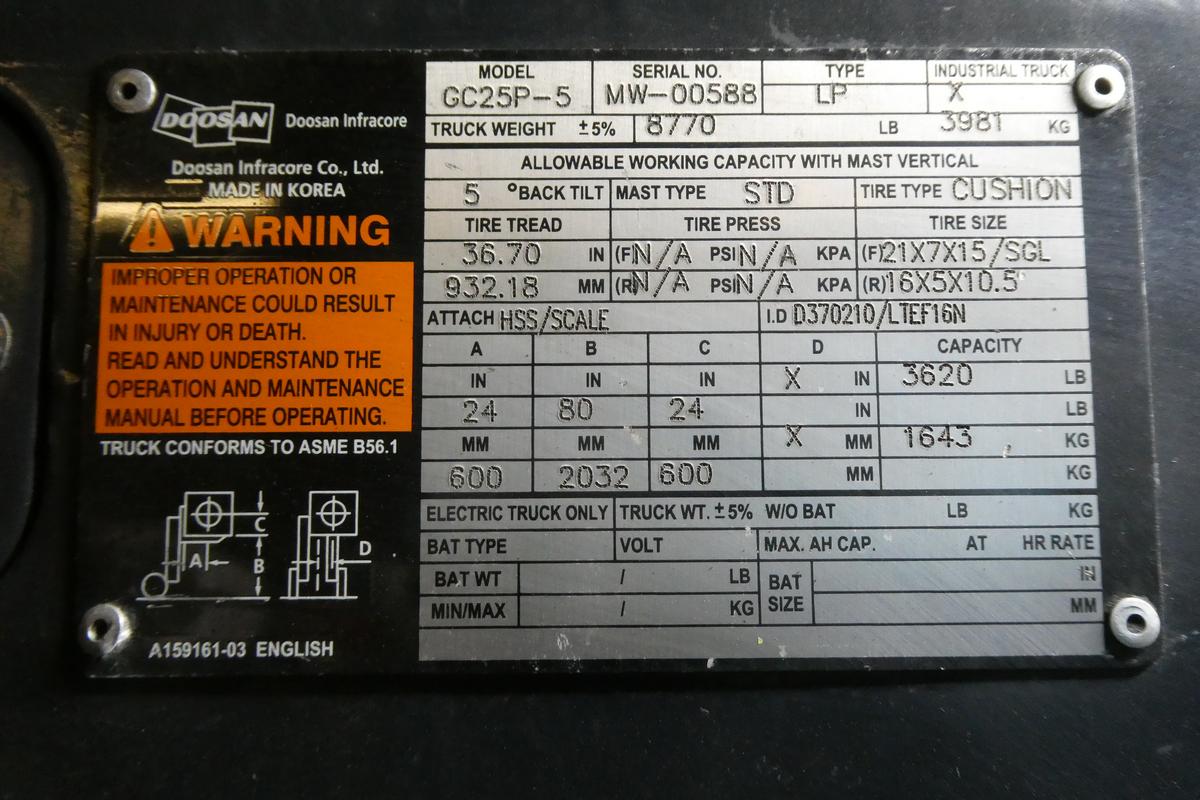 DOOSAN Doosan Infracore
Doosan Infracore Co., Ltd.
MADE IN KOREA
WARNING
IMPROPER OPERATION OR
MAINTENANCE COULD RESULT
IN INJURY OR DEATH.
READ AND UNDERSTAND THE
OPERATION AND MAINTENANCE
MANUAL BEFORE OPERATING.
TRUCK CONFORMS TO ASME B56.1
C
A B D
A159161-03 ENGLISH
MODEL SERIAL NO. TYPE INDUSTRIAL TRUCK
GC25P-5 MW-00588 LP X
TRUCK WEIGHT ±5% 8770 LB 3981 KG
ALLOWABLE WORKING CAPACITY WITH MAST VERTICAL
5 °BACK TILT MAST TYPE STD TIRE TYPE CUSHION
TIRE TREAD TIRE PRESS TIRE SIZE
36.70 IN (F)N/A PSI N/A KPA (F)21X7X15/SGL
932.18 MM (R)N/A PSI N/A KPA (R)16X5X10.5
ATTACH HSS/SCALE I.D D370210/LTEF16N
A B C D CAPACITY
IN IN IN X IN 3620 LB
24 80 24 IN LB
MM MM MM X MM 1643 KG
600 2032 600 MM KG
ELECTRIC TRUCK ONLY TRUCK WT. ±5% W/O BAT LB KG
BAT TYPE VOLT MAX. AH CAP. AT HR RATE
BAT WT / LB BAT SIZE IN
MIN/MAX / KG MM